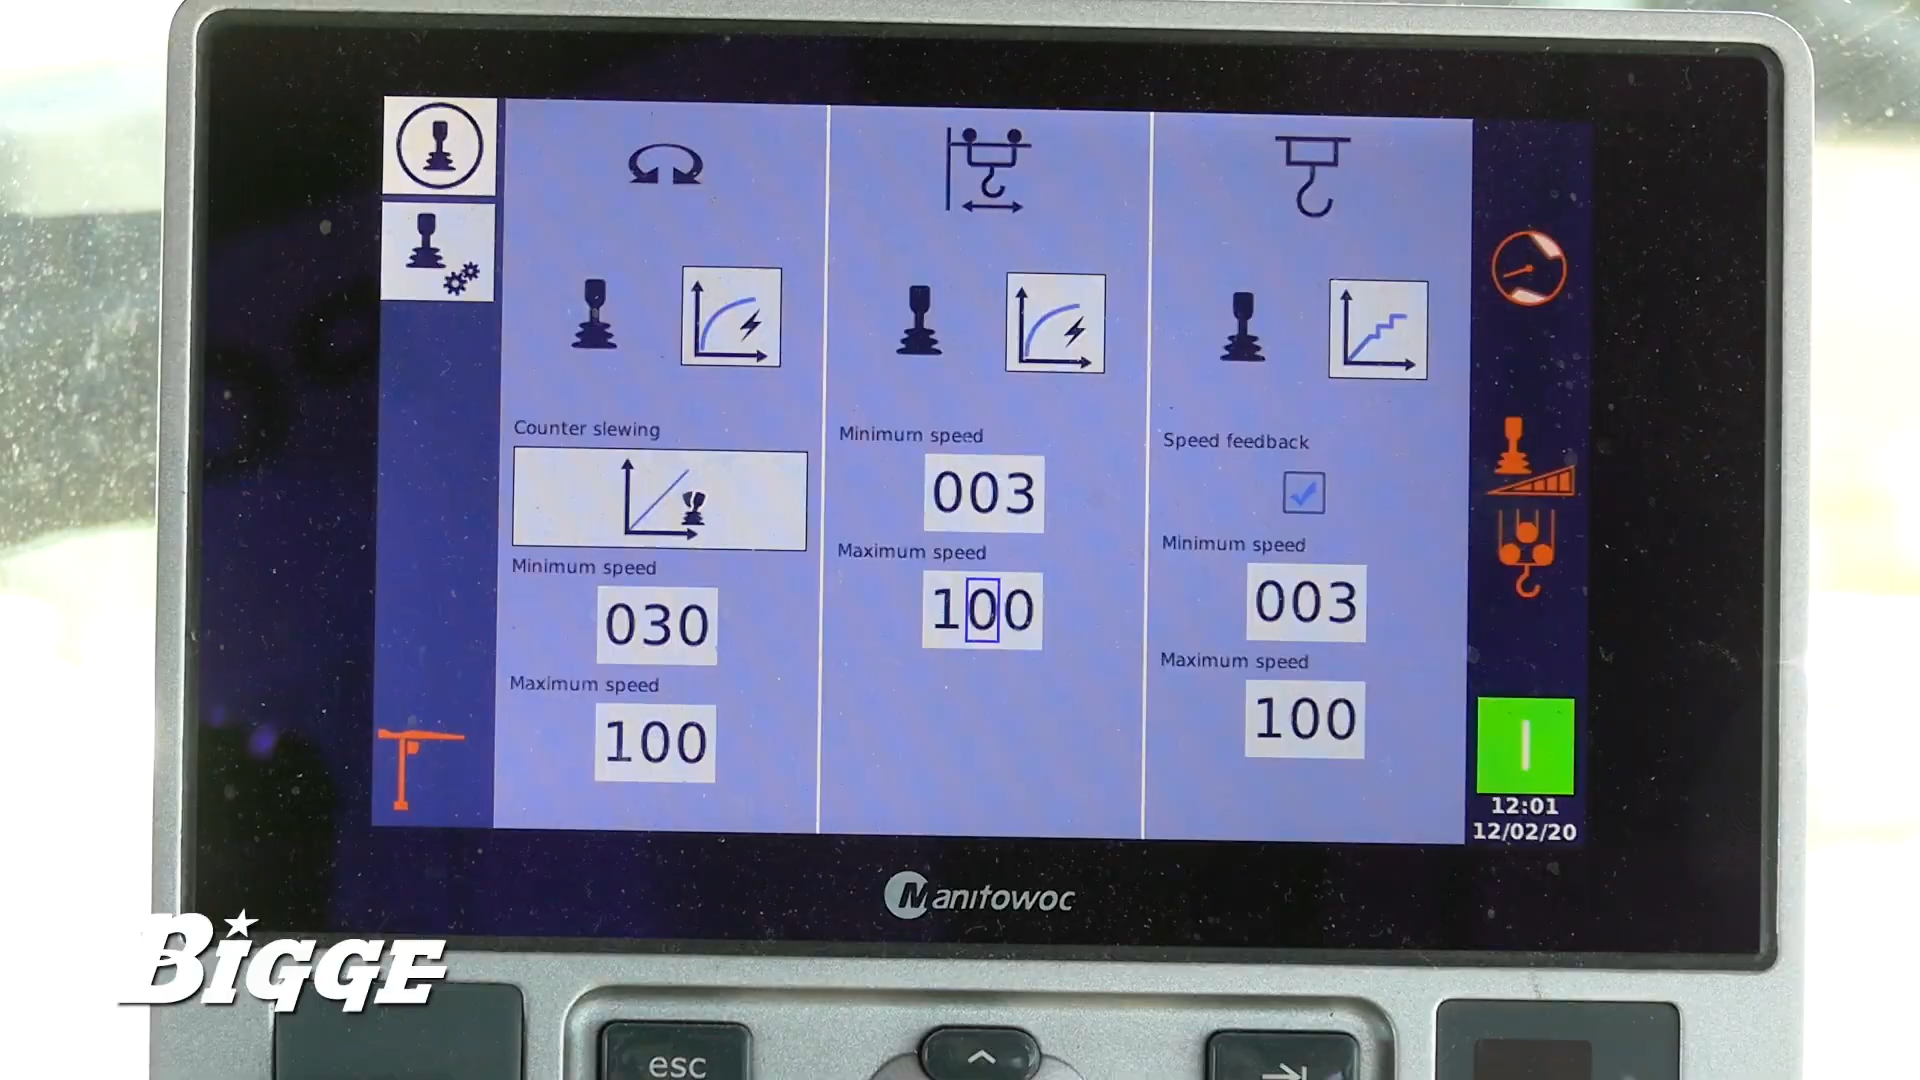 Counter slewing
Minimum speed
030
Maximum speed
100
Minimum speed
003
Maximum speed
100
Speed feedback
Minimum speed
003
Maximum speed
100
12:01
12/02/20
Manitowoc
BIGGE
esc